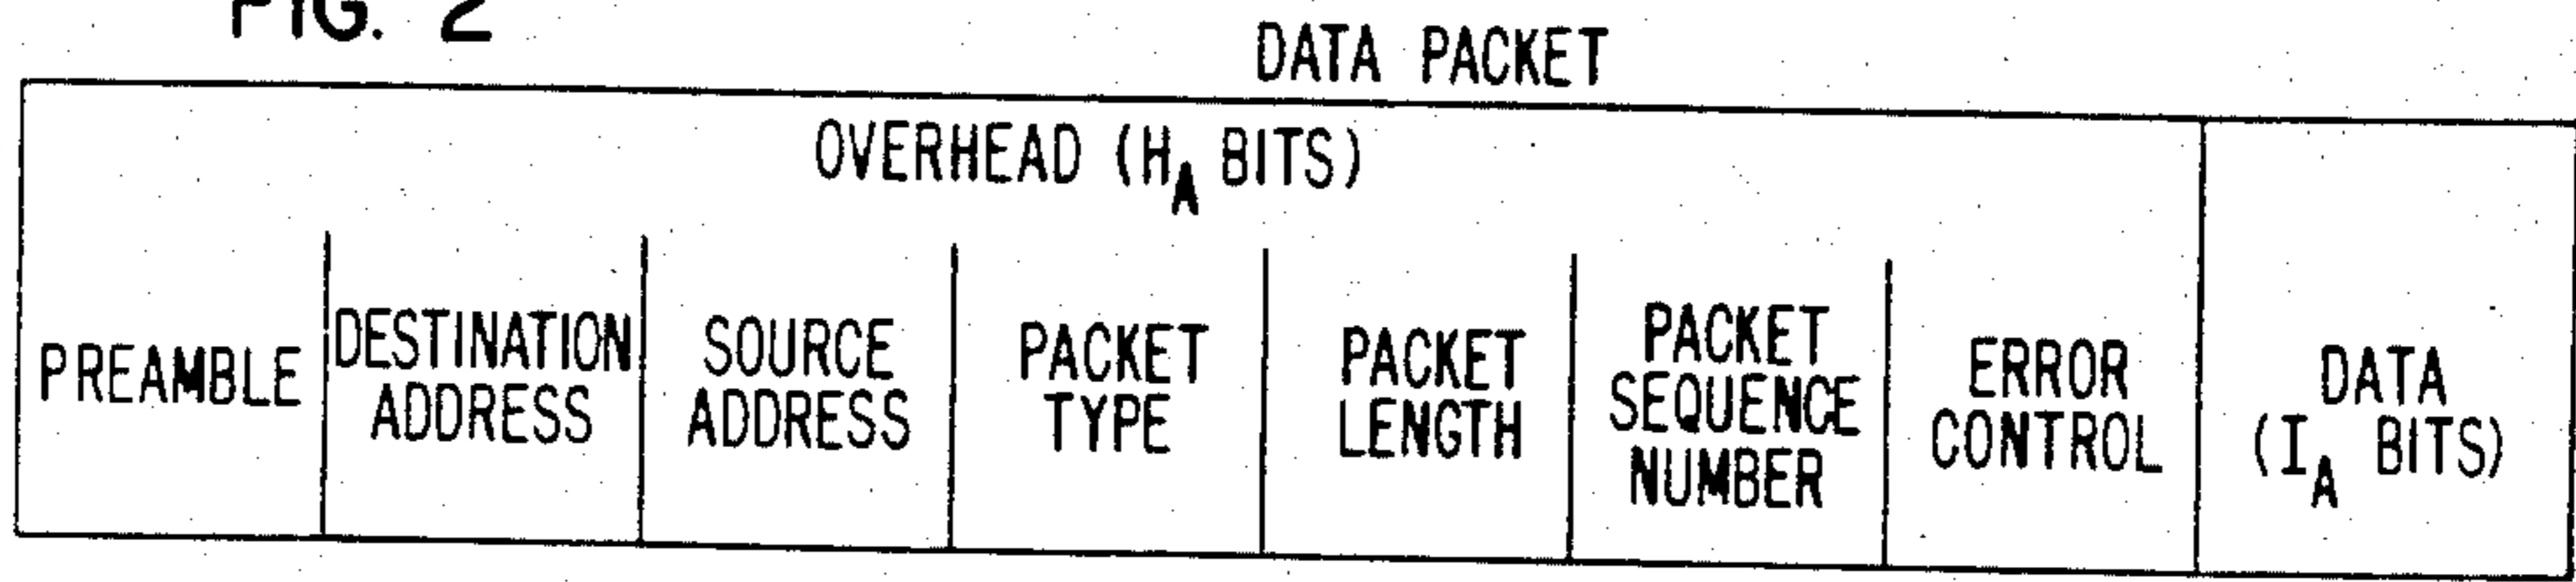 FIG. 2
DATA PACKET
OVERHEAD (HA BITS)
PREAMBLE
DESTINATION
ADDRESS
SOURCE
ADDRESS
PACKET
TYPE
PACKET
LENGTH
PACKET
SEQUENCE
NUMBER
ERROR
CONTROL
DATA
(IA BITS)